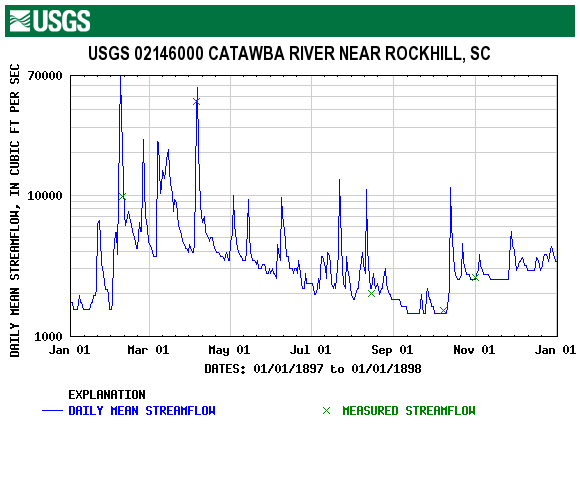 USGS
USGS 02146000 CATAWBA RIVER NEAR ROCKHILL, SC
DAILY MEAN STREAMFLOW, IN CUBIC FT PER SEC
70000
10000
1000
Jan 01 Mar 01 May 01 Jul 01 Sep 01 Nov 01 Jan 01
DATES: 01/01/1897 to 01/01/1898
EXPLANATION
DAILY MEAN STREAMFLOW
MEASURED STREAMFLOW